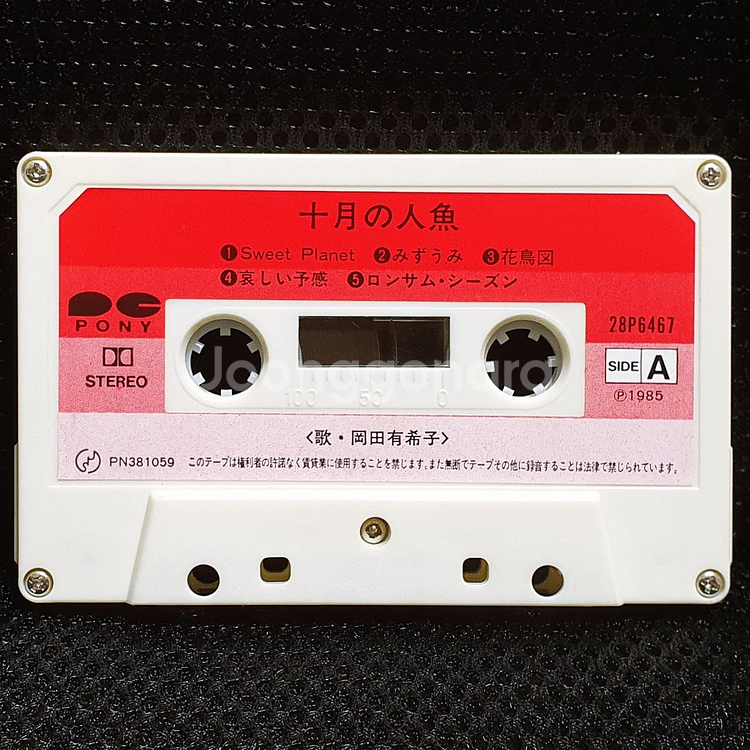 十月の人魚
❶Sweet Planet ❷みずうみ ❸花鳥図
❹哀しい予感 ❺ロンサム・シーズン
PONY
28P6467
STEREO
SIDE A
Ⓟ1985
Joonggonara
100 50 0
〈歌・岡田有希子〉
PN381059 このテープは権利者の許諾なく賃貸業に使用することを禁じます。また無断でテープその他に録音することは法律で禁じられています。